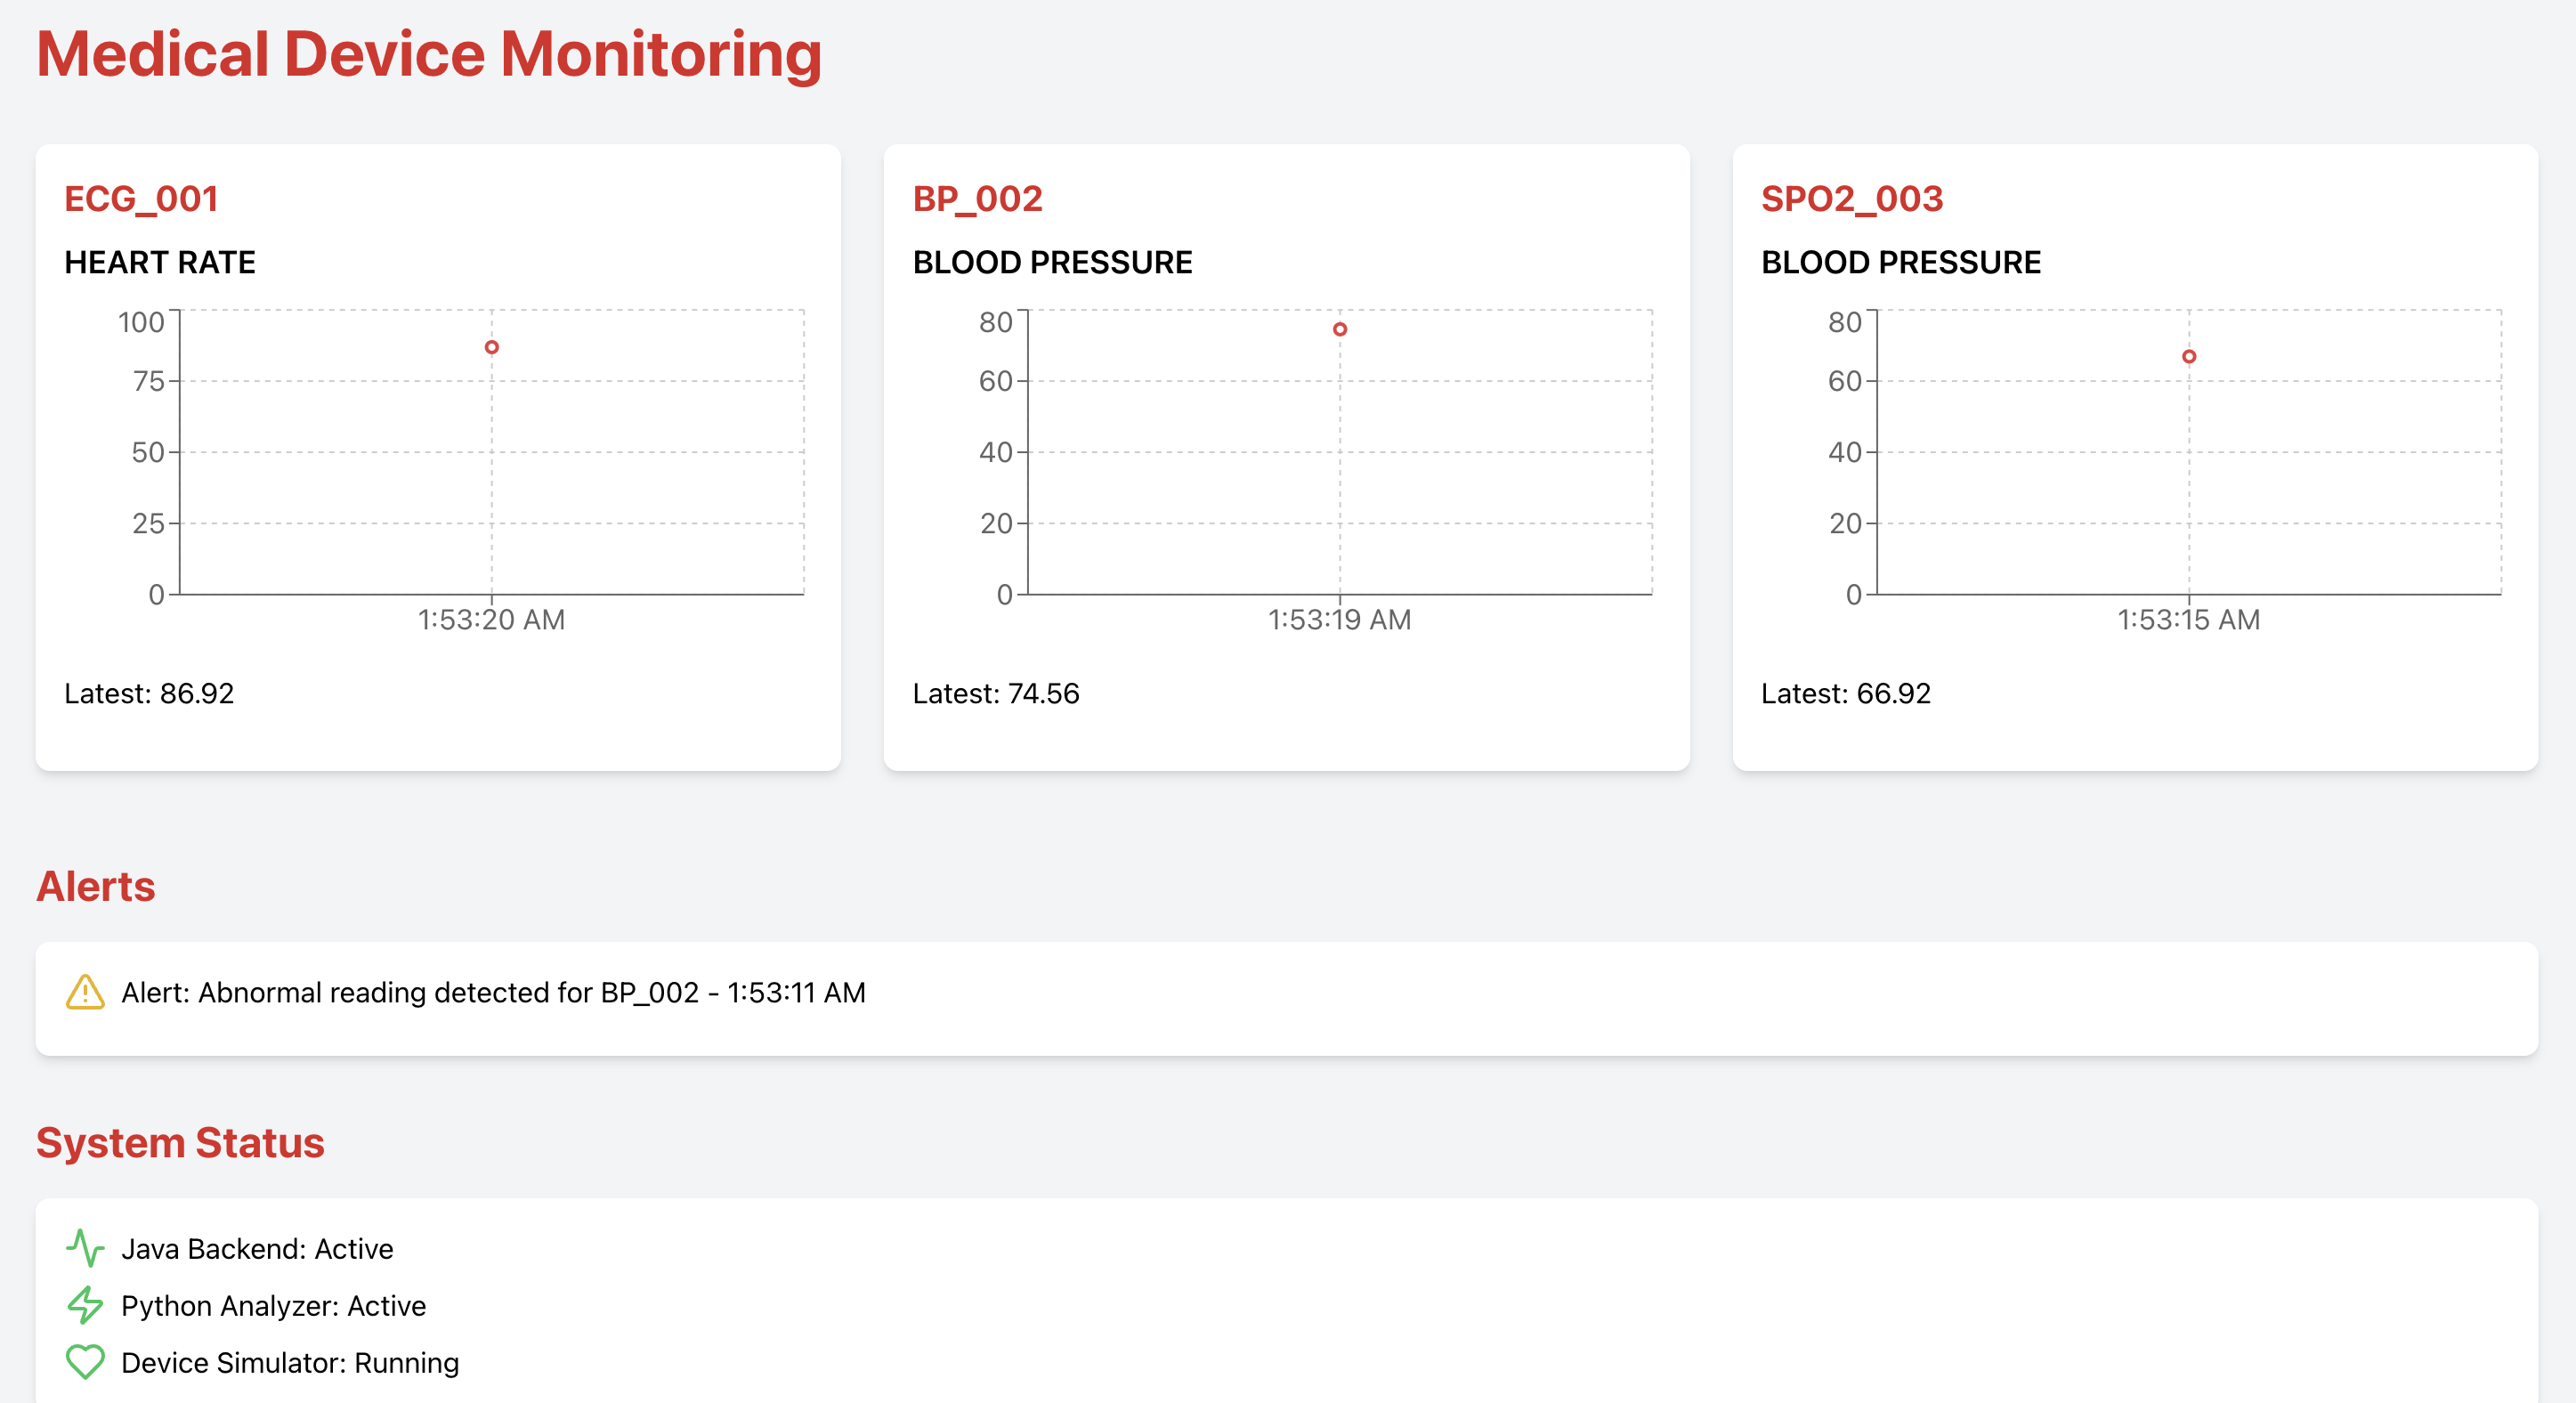 Medical Device Monitoring
ECG_001
HEART RATE
100
75
50
25
0
1:53:20 AM
Latest: 86.92
BP_002
BLOOD PRESSURE
80
60
40
20
0
1:53:19 AM
Latest: 74.56
SPO2_003
BLOOD PRESSURE
80
60
40
20
0
1:53:15 AM
Latest: 66.92
Alerts
Alert: Abnormal reading detected for BP_002 - 1:53:11 AM
System Status
Java Backend: Active
Python Analyzer: Active
Device Simulator: Running